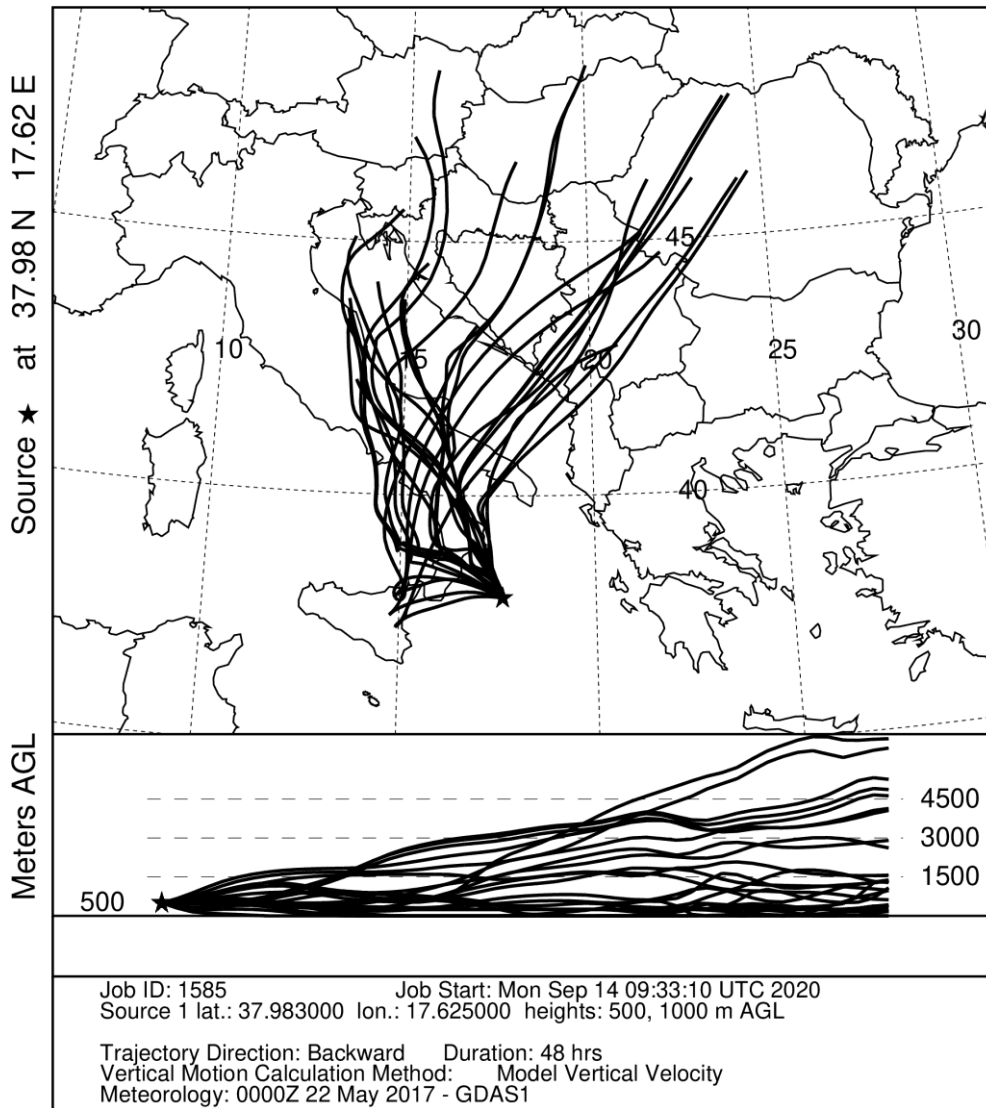 Source ★ at 37.98 N 17.62 E
45
10
15
20
25
30
40
Meters AGL
4500
3000
1500
500
Job ID: 1585 Job Start: Mon Sep 14 09:33:10 UTC 2020
Source 1 lat.: 37.983000 lon.: 17.625000 heights: 500, 1000 m AGL
Trajectory Direction: Backward Duration: 48 hrs
Vertical Motion Calculation Method: Model Vertical Velocity
Meteorology: 0000Z 22 May 2017 - GDAS1